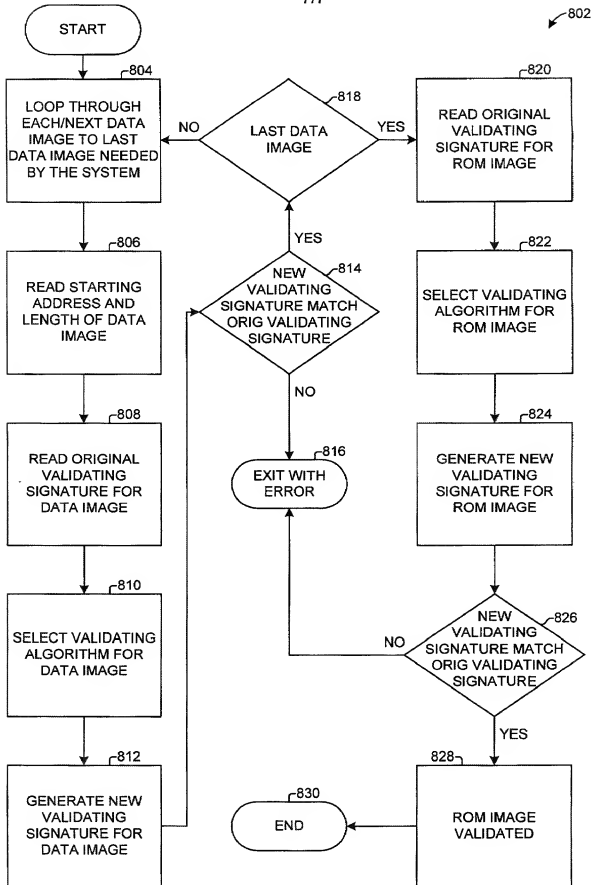 802
START
804
LOOP THROUGH
EACH/NEXT DATA
IMAGE TO LAST
DATA IMAGE NEEDED
BY THE SYSTEM
806
READ STARTING
ADDRESS AND
LENGTH OF DATA
IMAGE
808
READ ORIGINAL
VALIDATING
SIGNATURE FOR
DATA IMAGE
810
SELECT VALIDATING
ALGORITHM FOR
DATA IMAGE
812
GENERATE NEW
VALIDATING
SIGNATURE FOR
DATA IMAGE
818
LAST DATA
IMAGE
NO
YES
YES
814
NEW
VALIDATING
SIGNATURE MATCH
ORIG VALIDATING
SIGNATURE
NO
816
EXIT WITH
ERROR
820
READ ORIGINAL
VALIDATING
SIGNATURE FOR
ROM IMAGE
822
SELECT VALIDATING
ALGORITHM FOR
ROM IMAGE
824
GENERATE NEW
VALIDATING
SIGNATURE FOR
ROM IMAGE
826
NEW
VALIDATING
SIGNATURE MATCH
ORIG VALIDATING
SIGNATURE
NO
YES
828
ROM IMAGE
VALIDATED
830
END